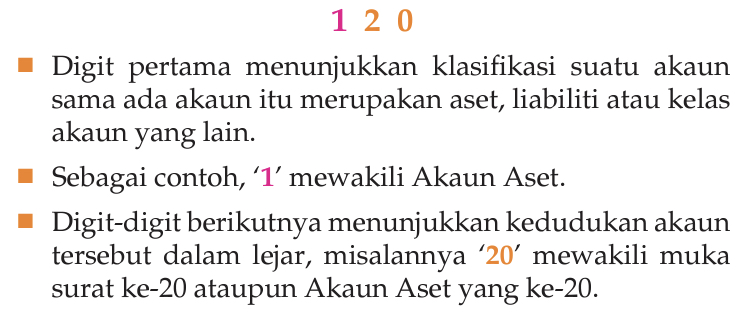 1 2 0
■ Digit pertama menunjukkan klasifikasi suatu akaun
sama ada akaun itu merupakan aset, liabiliti atau kelas
akaun yang lain.
■ Sebagai contoh, ‘1’ mewakili Akaun Aset.
■ Digit-digit berikutnya menunjukkan kedudukan akaun
tersebut dalam lejar, misalannya ‘20’ mewakili muka
surat ke-20 ataupun Akaun Aset yang ke-20.